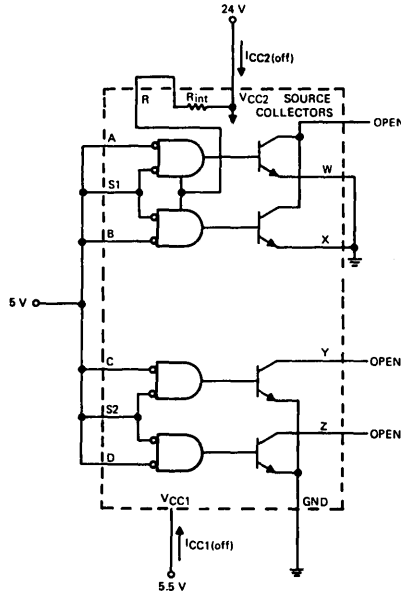 24 V
ICC2(off)
R
Rint
VCC2
SOURCE
COLLECTORS
OPEN
A
W
S1
B
X
5 V
C
Y
OPEN
S2
Z
OPEN
D
VCC1
GND
ICC1(off)
5.5 V